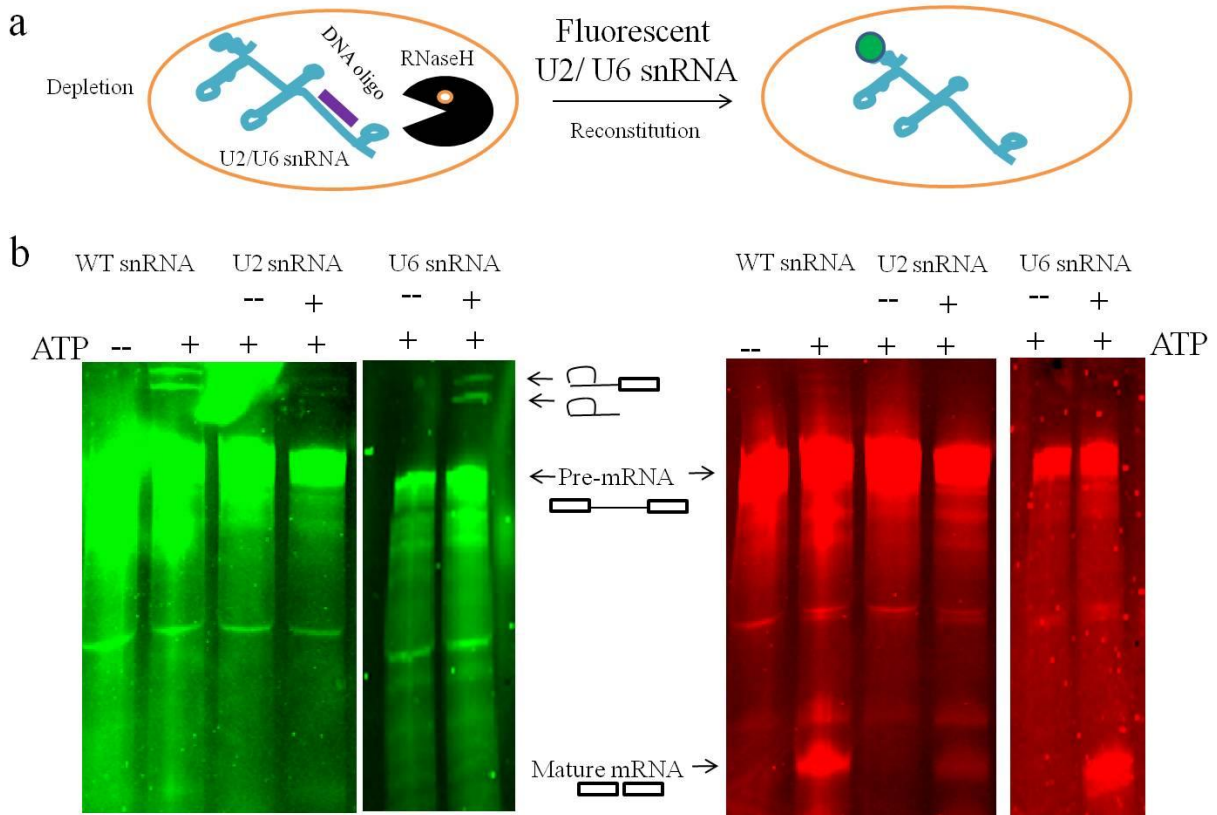 a
Depletion
DNA oligo
RNaseH
U2/U6 snRNA
Fluorescent
U2/ U6 snRNA
Reconstitution
b
WT snRNA U2 snRNA U6 snRNA
-- + -- +
ATP -- + + + + +
WT snRNA U2 snRNA U6 snRNA
-- + -- +
-- + + + + + ATP
Pre-mRNA
Mature mRNA